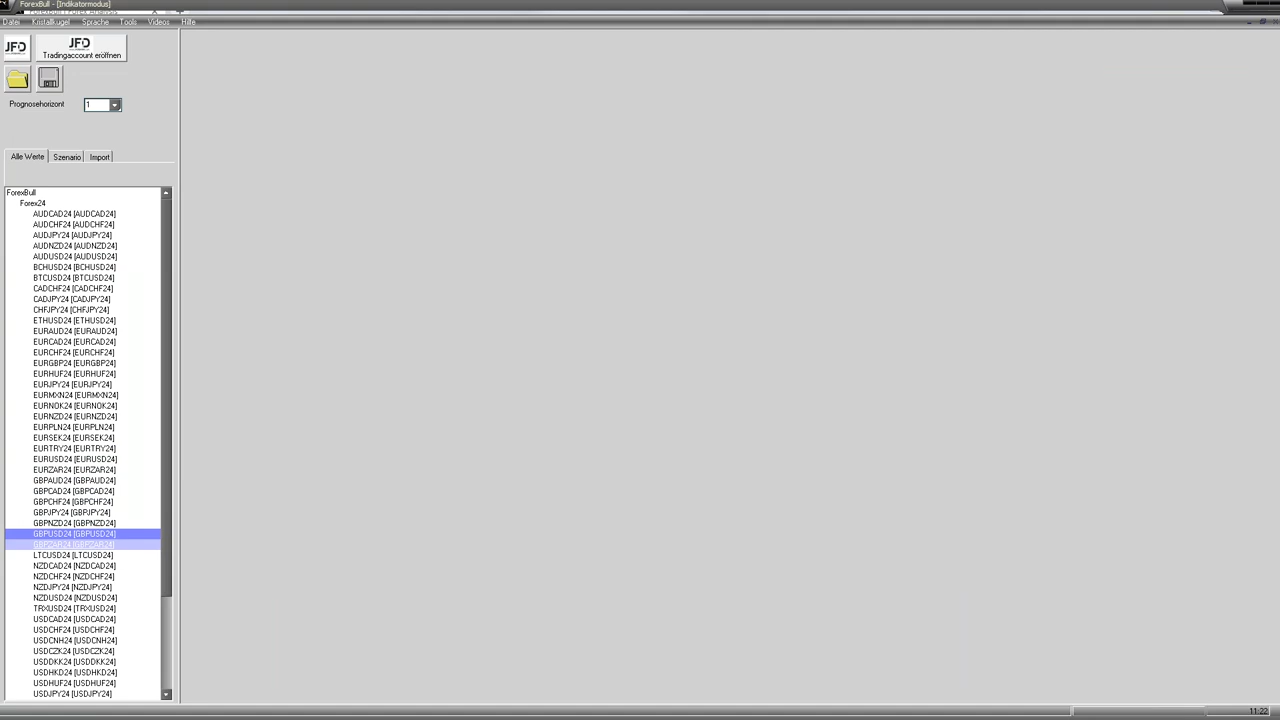 ForexBull - [Indikatormodus]
Datei Kristallkugel Sprache Tools Videos Hilfe
JFD
JFD
Tradingaccount eröffnen
Prognosehorizont 1
Alle Werte Szenario Import
ForexBull
Forex24
AUDCAD24 [AUDCAD24]
AUDCHF24 [AUDCHF24]
AUDJPY24 [AUDJPY24]
AUDNZD24 [AUDNZD24]
AUDUSD24 [AUDUSD24]
BCHUSD24 [BCHUSD24]
BTCUSD24 [BTCUSD24]
CADCHF24 [CADCHF24]
CADJPY24 [CADJPY24]
CHFJPY24 [CHFJPY24]
ETHUSD24 [ETHUSD24]
EURAUD24 [EURAUD24]
EURCAD24 [EURCAD24]
EURCHF24 [EURCHF24]
EURGBP24 [EURGBP24]
EURHUF24 [EURHUF24]
EURJPY24 [EURJPY24]
EURMXN24 [EURMXN24]
EURNOK24 [EURNOK24]
EURNZD24 [EURNZD24]
EURPLN24 [EURPLN24]
EURSEK24 [EURSEK24]
EURTRY24 [EURTRY24]
EURUSD24 [EURUSD24]
EURZAR24 [EURZAR24]
GBPAUD24 [GBPAUD24]
GBPCAD24 [GBPCAD24]
GBPCHF24 [GBPCHF24]
GBPJPY24 [GBPJPY24]
GBPNZD24 [GBPNZD24]
GBPUSD24 [GBPUSD24]
GBPZAR24 [GBPZAR24]
LTCUSD24 [LTCUSD24]
NZDCAD24 [NZDCAD24]
NZDCHF24 [NZDCHF24]
NZDJPY24 [NZDJPY24]
NZDUSD24 [NZDUSD24]
TRXUSD24 [TRXUSD24]
USDCAD24 [USDCAD24]
USDCHF24 [USDCHF24]
USDCNH24 [USDCNH24]
USDCZK24 [USDCZK24]
USDDKK24 [USDDKK24]
USDHKD24 [USDHKD24]
USDHUF24 [USDHUF24]
USDJPY24 [USDJPY24]
11:22